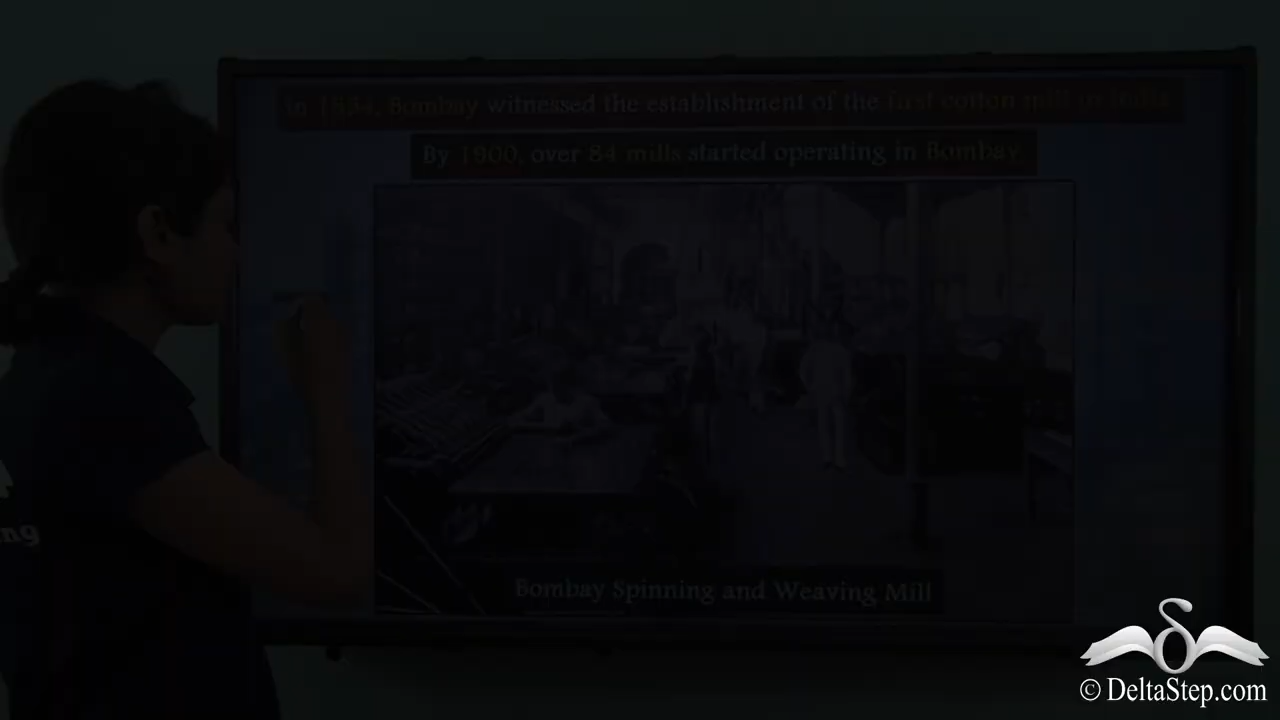 in 1854, Bombay witnessed the establishment of the first cotton mill in India
By 1900, over 84 mills started operating in Bombay
ng
Bombay Spinning and Weaving Mill
© DeltaStep.com